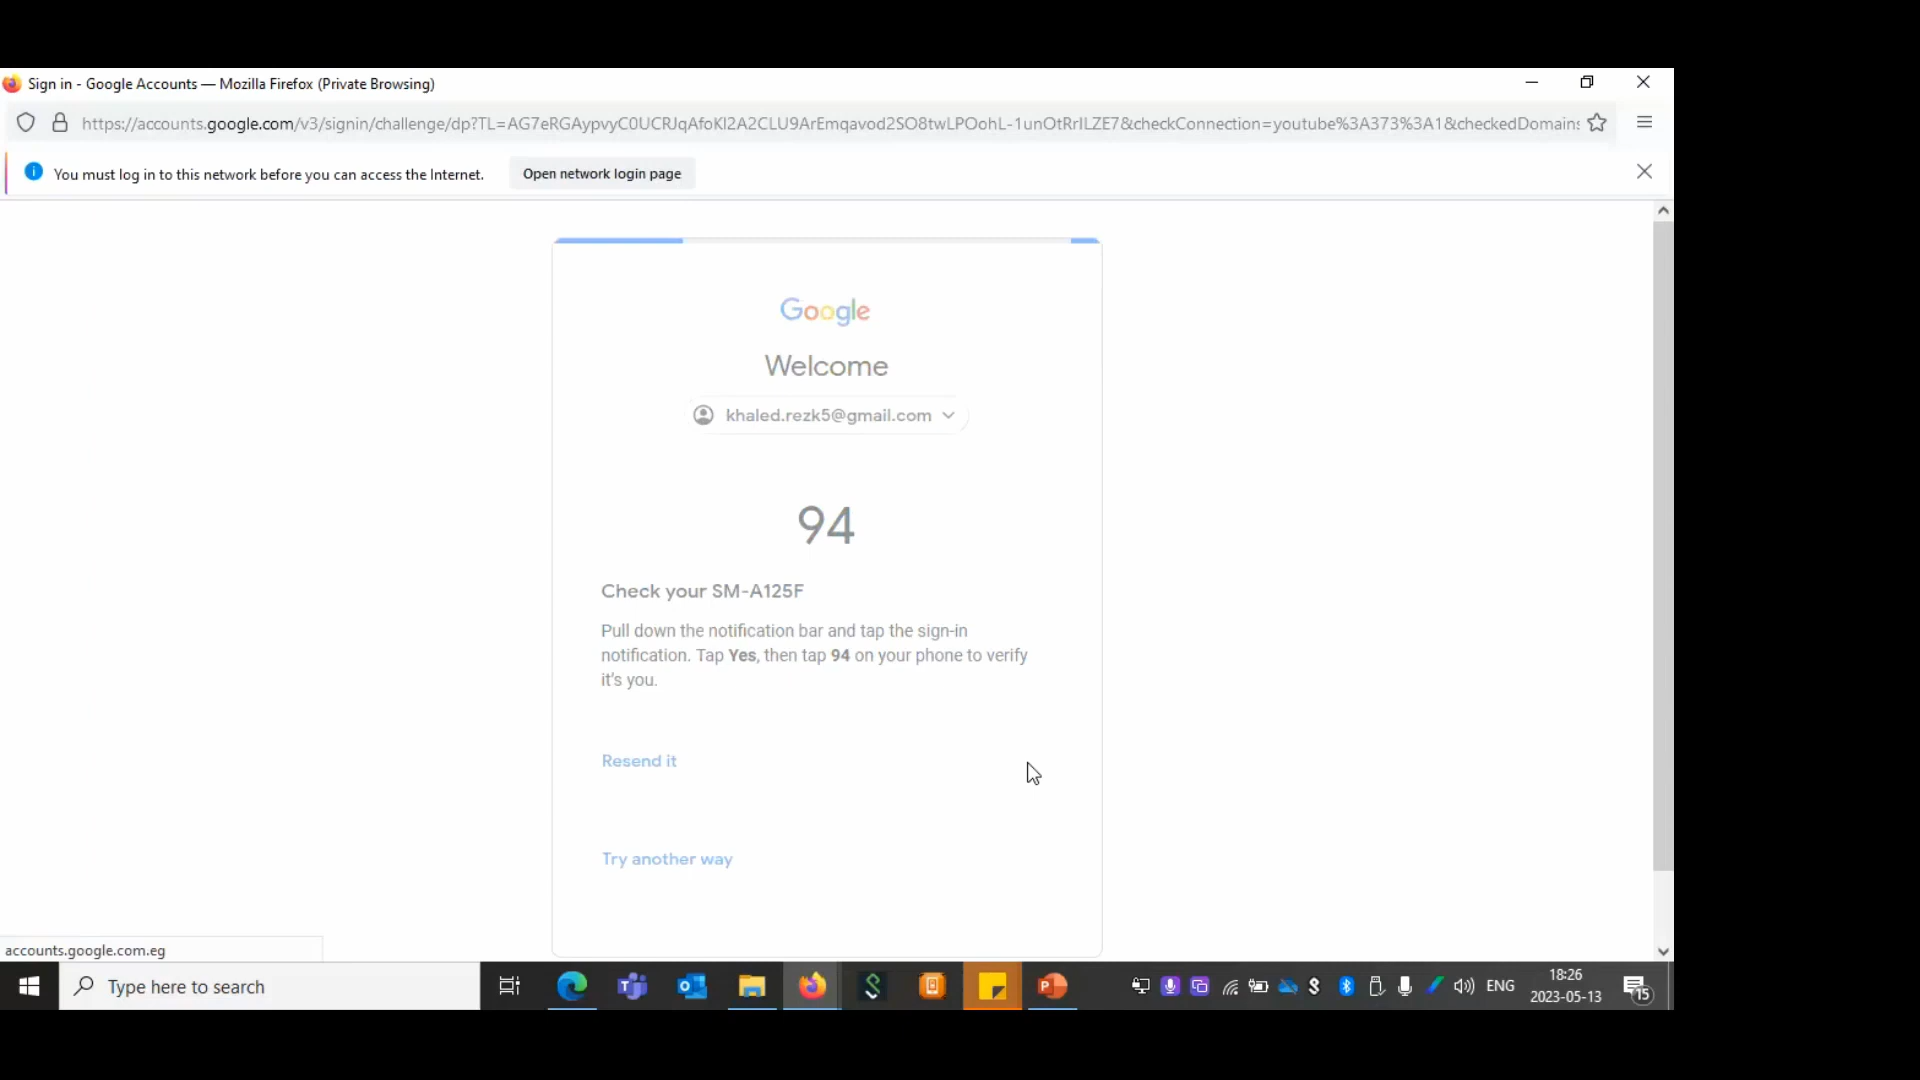 Sign in - Google Accounts — Mozilla Firefox (Private Browsing)
https://accounts.google.com/v3/signin/challenge/dp?TL=AG7eRGAypvyC0UCRJqAfoKl2A2CLU9ArEmqavod2SO8twLPOohL-1unOtRrILZE7&checkConnection=youtube%3A373%3A1&checkedDomains
You must log in to this network before you can access the Internet.
Open network login page
Google
Welcome
khaled.rezk5@gmail.com
94
Check your SM-A125F
Pull down the notification bar and tap the sign-in
notification. Tap Yes, then tap 94 on your phone to verify
it's you.
Resend it
Try another way
accounts.google.com.eg
Type here to search
ENG
18:26
2023-05-13
15